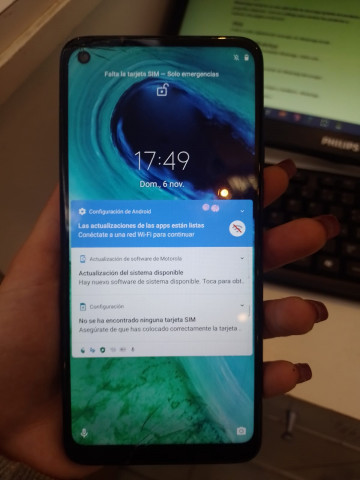 Falta la tarjeta SIM — Solo emergencias
17:49
Dom., 6 nov.
Configuración de Android
Las actualizaciones de las apps están listas
Conéctate a una red Wi-Fi para continuar
Actualización de software de Motorola
Actualización del sistema disponible
Hay nuevo software de sistema disponible. Toca para obt...
Configuración
No se ha encontrado ninguna tarjeta SIM
Asegúrate de que has colocado correctamente la tarjeta ...
PHILIPS